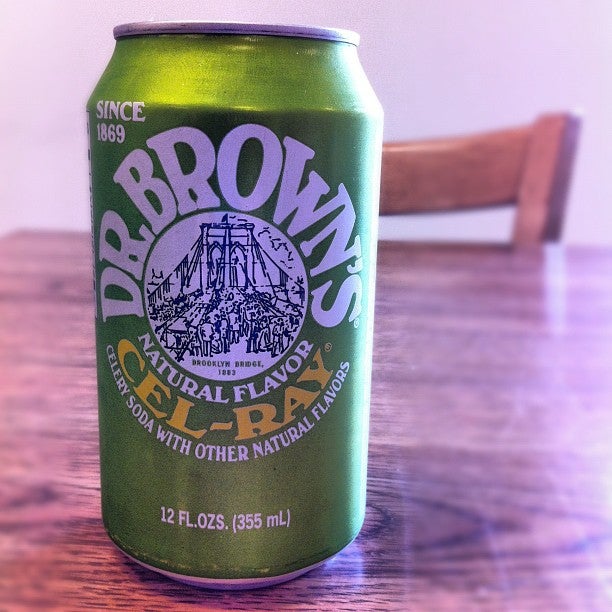 SINCE
1869
DR. BROWN'S®
BROOKLYN BRIDGE,
1883
NATURAL FLAVOR
CEL-RAY®
CELERY SODA WITH OTHER NATURAL FLAVORS
12 FL.OZS. (355 mL)